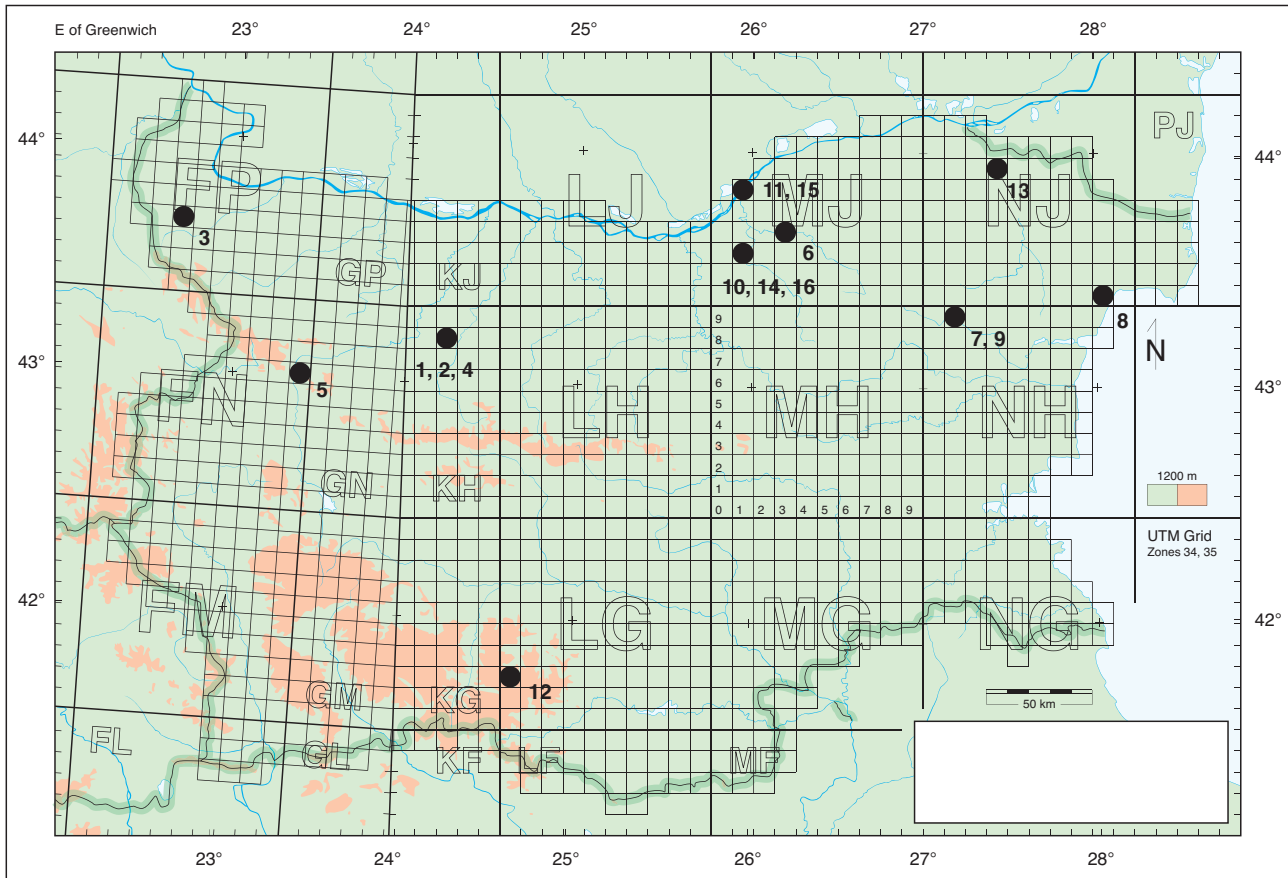 E of Greenwich 23° 24° 25° 26° 27° 28°
44° 44°
PJ
FP LJ MJ NJ
11, 15
13
3
6
GP KJ
10, 14, 16
9
8
8
7, 9
N
43° 43°
7
1, 2, 4
6
5
FN LH MH NH
5
4
3
2
1200 m
GN KH
1
0 1 2 3 4 5 6 7 8 9
UTM Grid
Zones 34, 35
42° 42°
FM LG MG NG
12
GM KG
50 km
FL GL KF LF MF
23° 24° 25° 26° 27° 28°